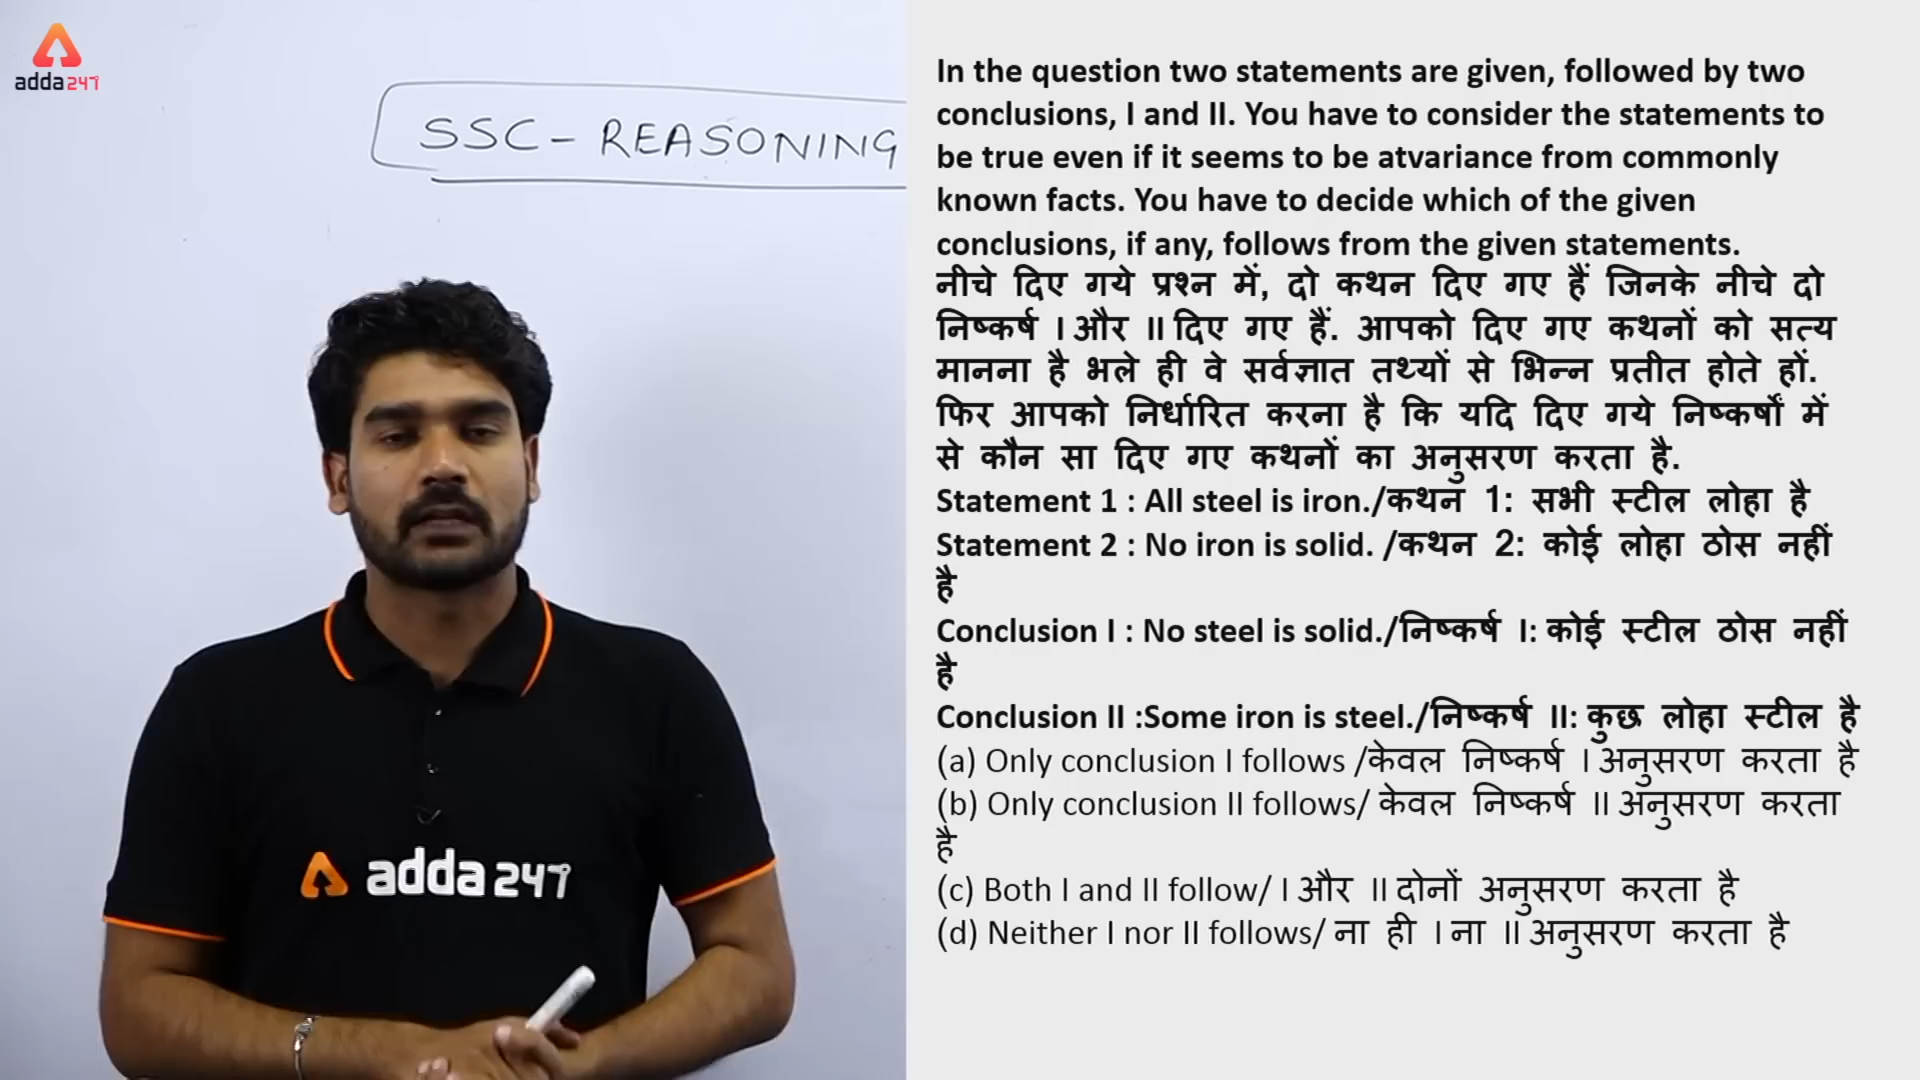 adda247
SSC - REASONING
adda247
In the question two statements are given, followed by two
conclusions, I and II. You have to consider the statements to
be true even if it seems to be atvariance from commonly
known facts. You have to decide which of the given
conclusions, if any, follows from the given statements.
नीचे दिए गये प्रश्न में, दो कथन दिए गए हैं जिनके नीचे दो
निष्कर्ष I और II दिए गए हैं. आपको दिए गए कथनों को सत्य
मानना है भले ही वे सर्वज्ञात तथ्यों से भिन्न प्रतीत होते हों.
फिर आपको निर्धारित करना है कि यदि दिए गये निष्कर्षों में
से कौन सा दिए गए कथनों का अनुसरण करता है.
Statement 1 : All steel is iron./कथन 1: सभी स्टील लोहा है
Statement 2 : No iron is solid. /कथन 2: कोई लोहा ठोस नहीं
है
Conclusion I : No steel is solid./निष्कर्ष I: कोई स्टील ठोस नहीं
है
Conclusion II :Some iron is steel./निष्कर्ष II: कुछ लोहा स्टील है
(a) Only conclusion I follows /केवल निष्कर्ष I अनुसरण करता है
(b) Only conclusion II follows/ केवल निष्कर्ष II अनुसरण करता
है
(c) Both I and II follow/ I और II दोनों अनुसरण करता है
(d) Neither I nor II follows/ ना ही I ना II अनुसरण करता है